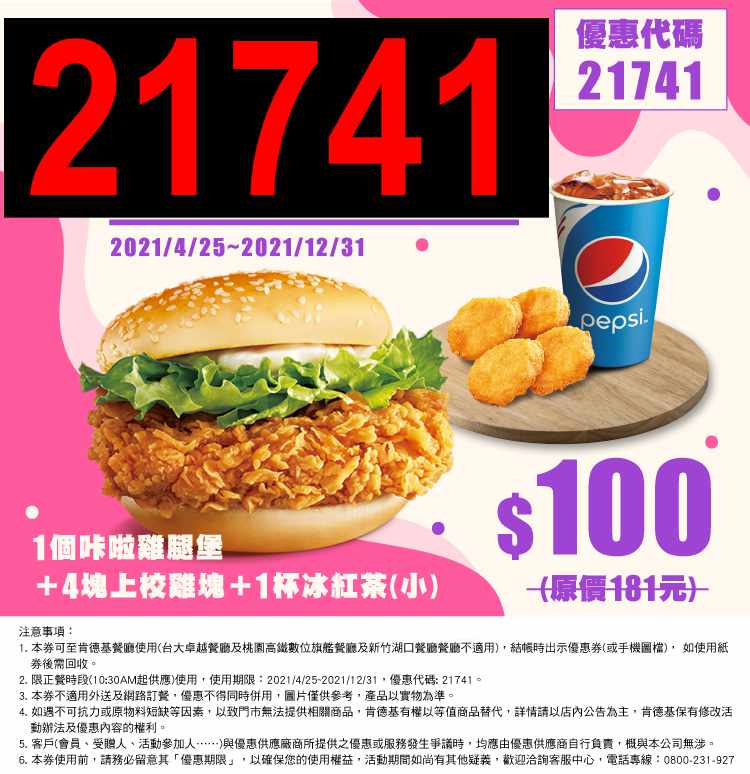 21741
優惠代碼
21741
2021/4/25~2021/12/31
pepsi
1個咔啦雞腿堡
+4塊上校雞塊+1杯冰紅茶(小)
$100
(原價181元)
注意事項：
1. 本券可至肯德基餐廳使用(台大卓越餐廳及桃園高鐵數位旗艦餐廳及新竹湖口餐廳餐廳不適用)，結帳時出示優惠券(或手機圖檔)， 如使用紙
券後需回收。
2. 限正餐時段(10:30AM起供應)使用，使用期限：2021/4/25-2021/12/31，優惠代碼: 21741。
3. 本券不適用外送及網路訂餐，優惠不得同時併用，圖片僅供參考，產品以實物為準。
4. 如遇不可抗力或原物料短缺等因素，以致門市無法提供相關商品，肯德基有權以等值商品替代，詳情請以店內公告為主，肯德基保有修改活
動辦法及優惠內容的權利。
5. 客戶(會員、受贈人、活動參加人⋯⋯)與優惠供應廠商所提供之優惠或服務發生爭議時，均應由優惠供應商自行負責，概與本公司無涉。
6. 本券使用前，請務必留意其「優惠期限」，以確保您的使用權益，活動期間如尚有其他疑義，歡迎洽詢客服中心，電話專線：0800-231-927